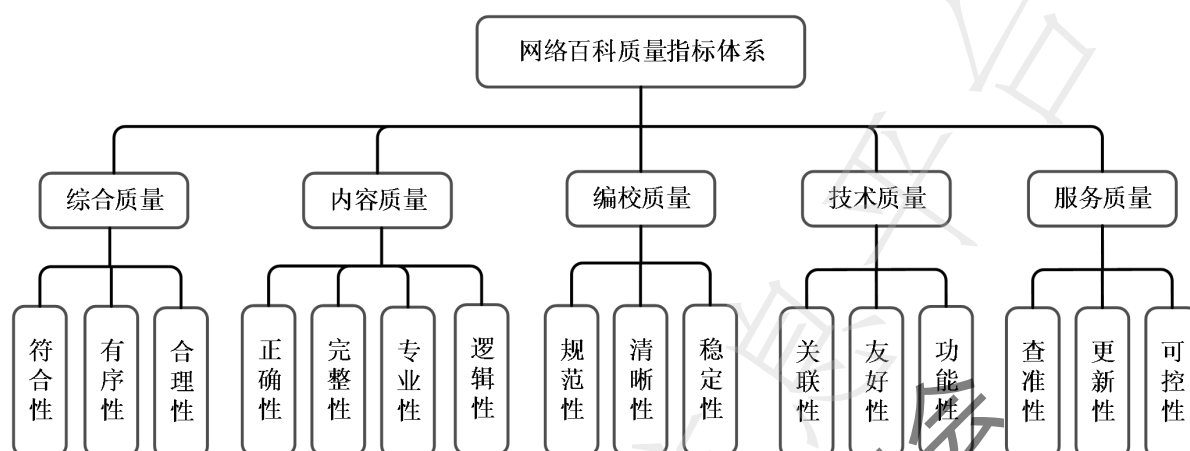 网络百科质量指标体系
综合质量
内容质量
编校质量
技术质量
服务质量
符合性
有序性
合理性
正确性
完整性
专业性
逻辑性
规范性
清晰性
稳定性
关联性
友好性
功能性
查准性
更新性
可控性
息平台
会